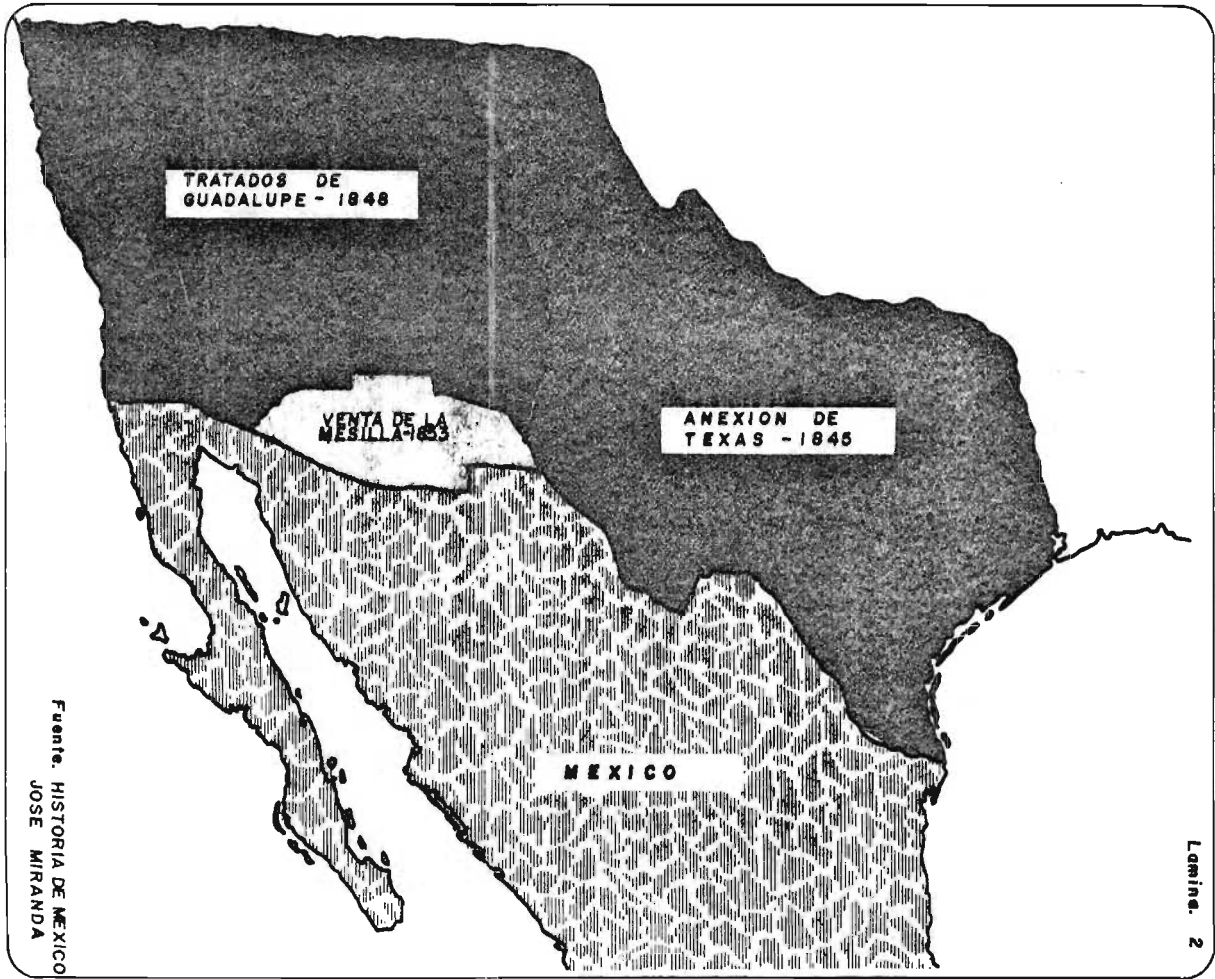 TRATADOS DE
GUADALUPE - 1848
VENTA DE LA
MESILLA-1853
ANEXION DE
TEXAS - 1845
MEXICO
Fuente. HISTORIA DE MEXICO
JOSE MIRANDA
Lamina. 2